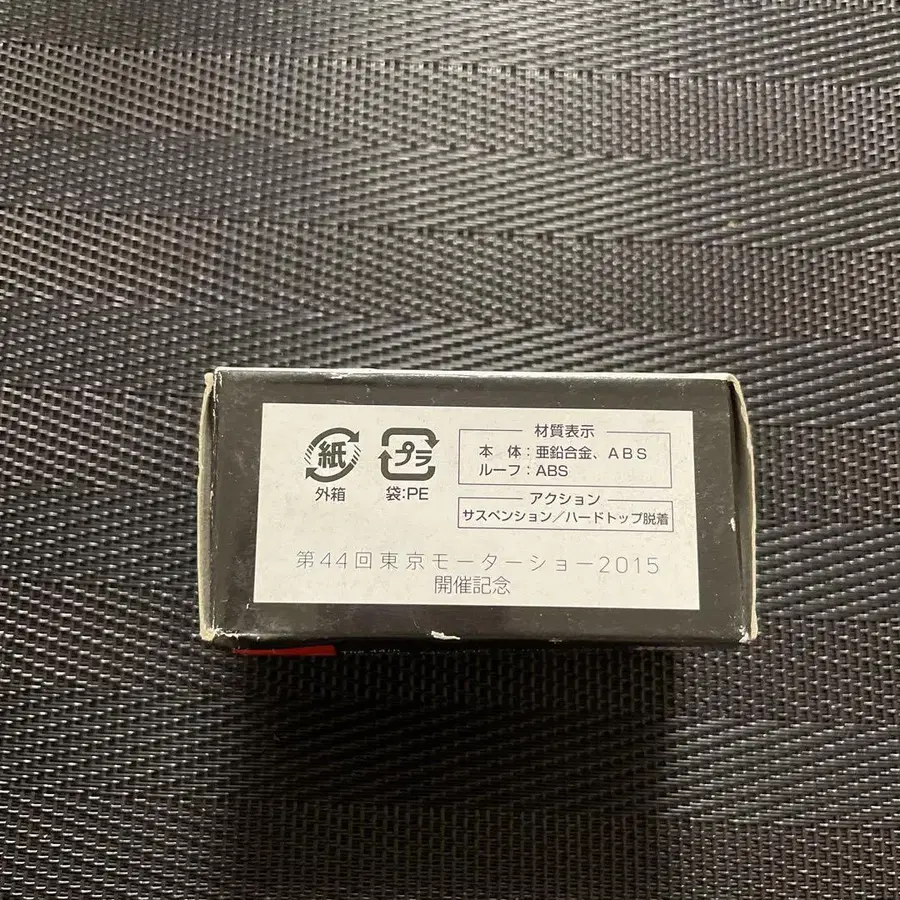 紙
外箱
プラ
袋:PE
材質表示
本　体：亜鉛合金、ABS
ルーフ：ABS
アクション
サスペンション／ハードトップ脱着
第44回東京モーターショー2015
開催記念